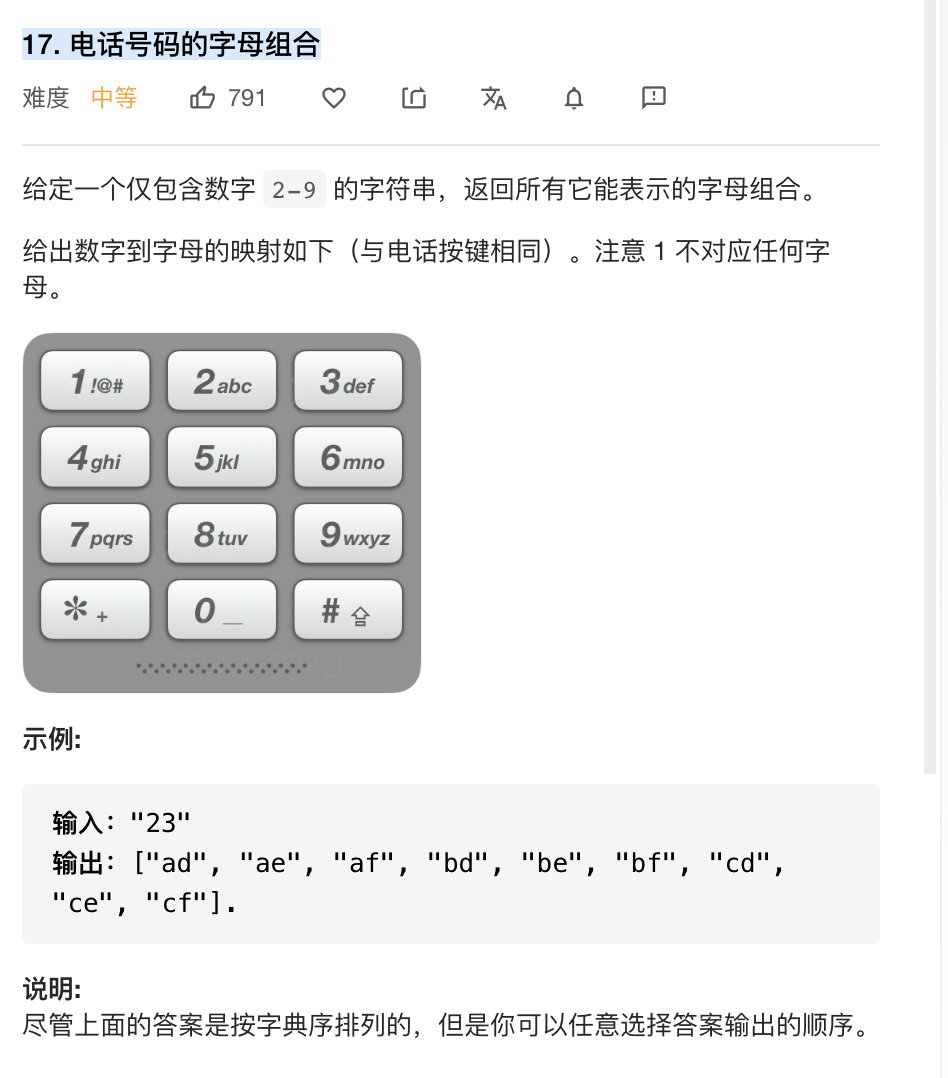 17. 电话号码的字母组合
难度 中等 791
给定一个仅包含数字 2-9 的字符串，返回所有它能表示的字母组合。
给出数字到字母的映射如下（与电话按键相同）。注意 1 不对应任何字
母。
1 !@# 2 abc 3 def
4 ghi 5 jkl 6 mno
7 pqrs 8 tuv 9 wxyz
* + 0 _ #
示例:
输入："23"
输出：["ad", "ae", "af", "bd", "be", "bf", "cd",
"ce", "cf"].
说明:
尽管上面的答案是按字典序排列的，但是你可以任意选择答案输出的顺序。